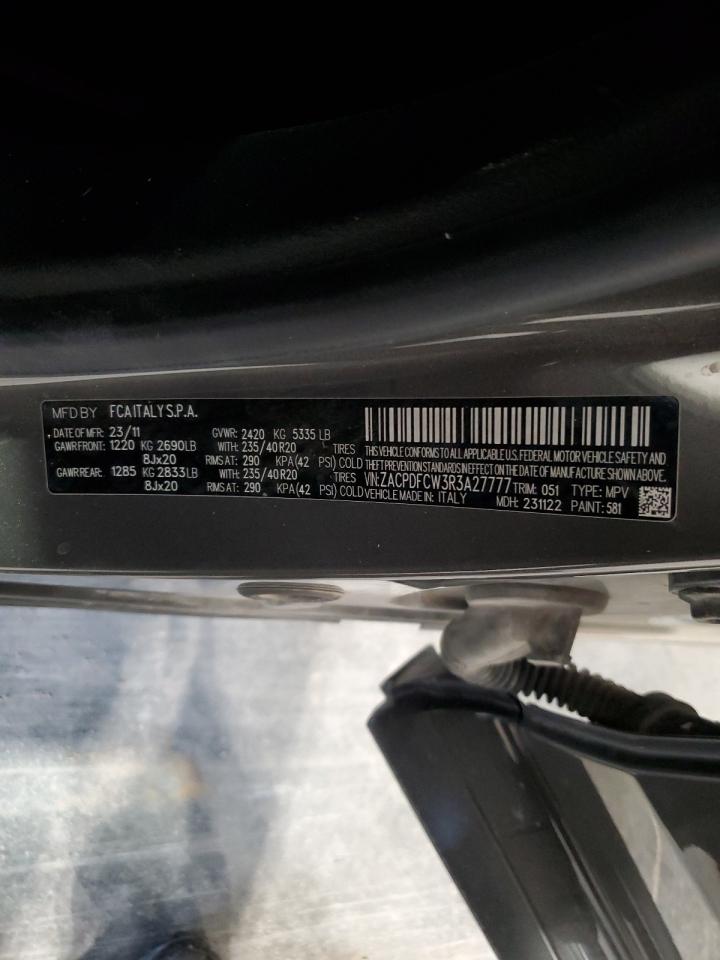 MFD BY FCA ITALY S.P.A.
DATE OF MFR: 23/11 GVWR: 2420 KG 5335 LB
GAWR FRONT: 1220 KG 2690LB WITH: 235/40R20 TIRES
8Jx20 RIMS AT: 290 KPA(42 PSI) COLD
GAWR REAR: 1285 KG 2833LB WITH: 235/40R20 TIRES
8Jx20 RIMS AT: 290 KPA(42 PSI) COLD
THIS VEHICLE CONFORMS TO ALL APPLICABLE U.S. FEDERAL MOTOR VEHICLE SAFETY AND
THEFT PREVENTION STANDARDS IN EFFECT ON THE DATE OF MANUFACTURE SHOWN ABOVE.
VIN:ZACPDFCW3R3A27777 TRIM: 051 TYPE: MPV
VEHICLE MADE IN: ITALY MDH: 231122 PAINT: 581